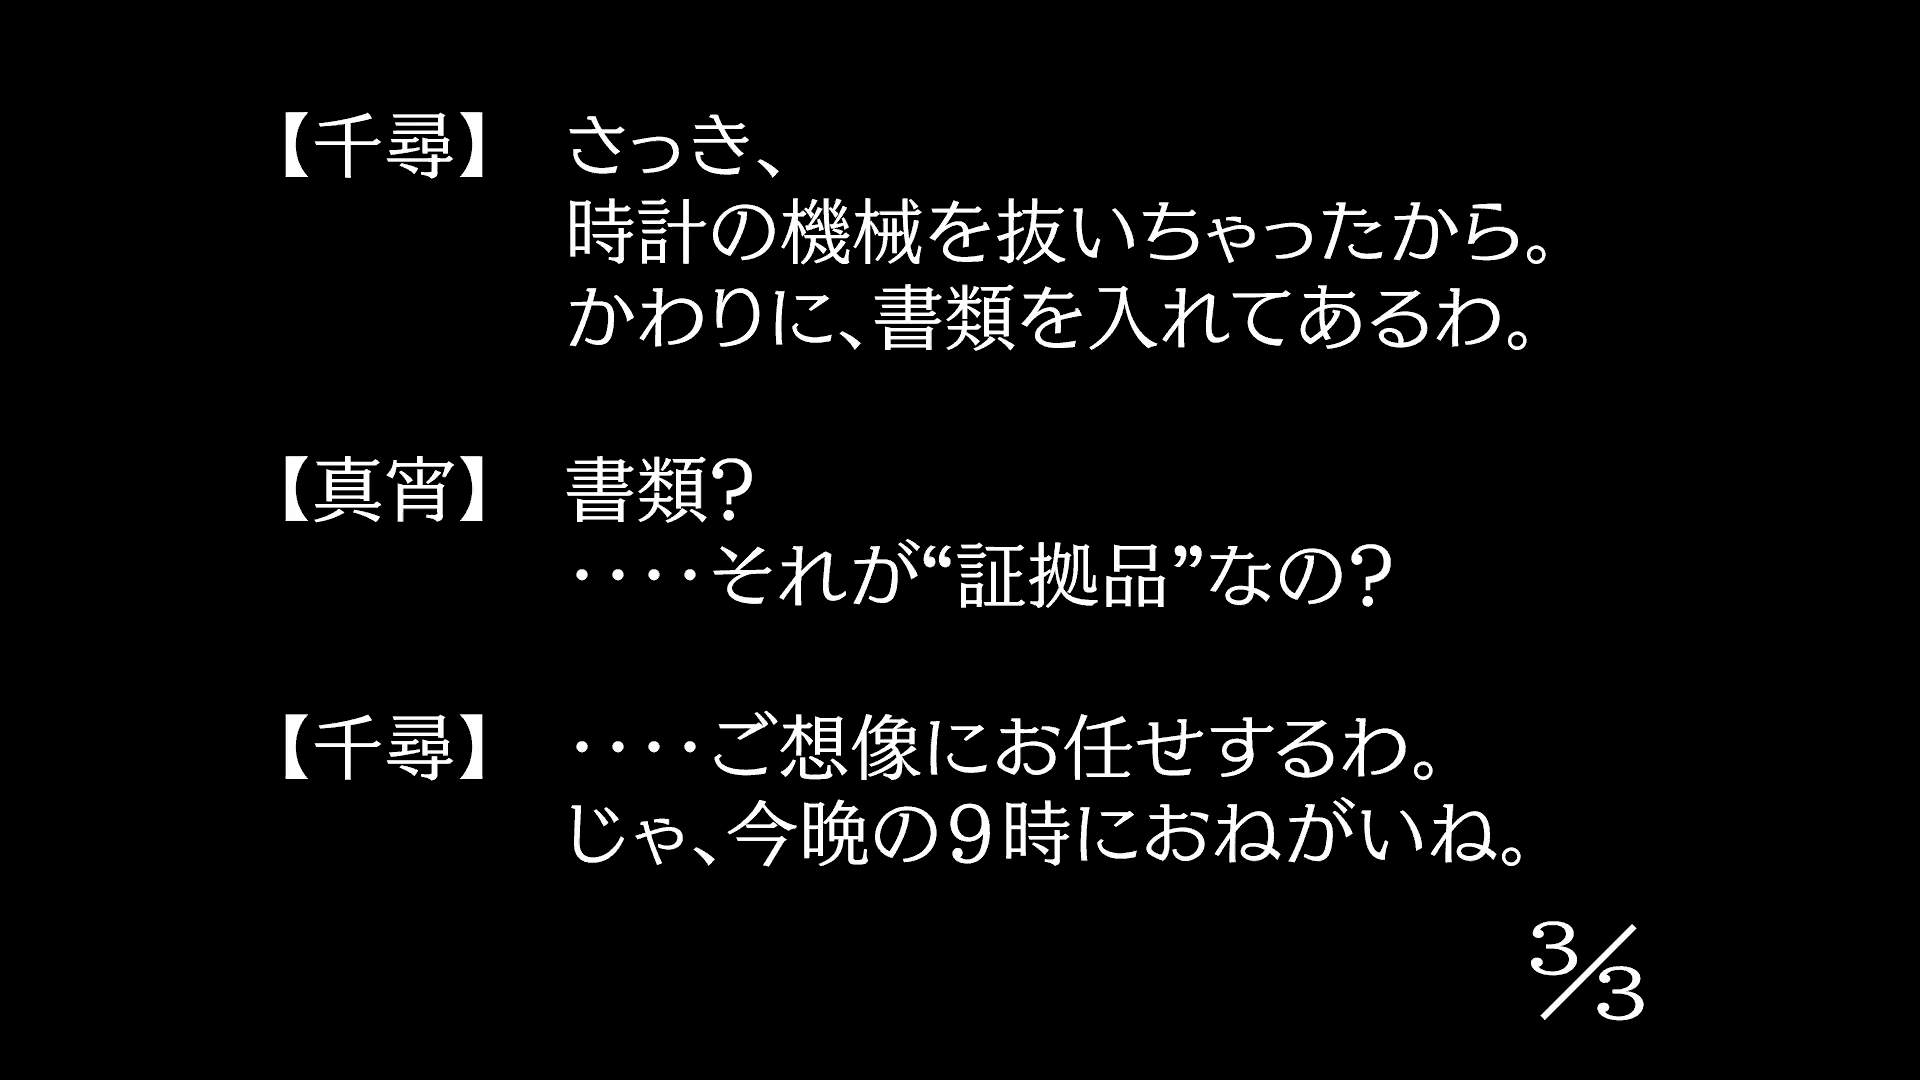 【千尋】 さっき、
時計の機械を抜いちゃったから。
かわりに、書類を入れてあるわ。
【真宵】 書類？
‥‥それが“証拠品”なの？
【千尋】 ‥‥ご想像にお任せするわ。
じゃ、今晩の９時におねがいね。
3/3